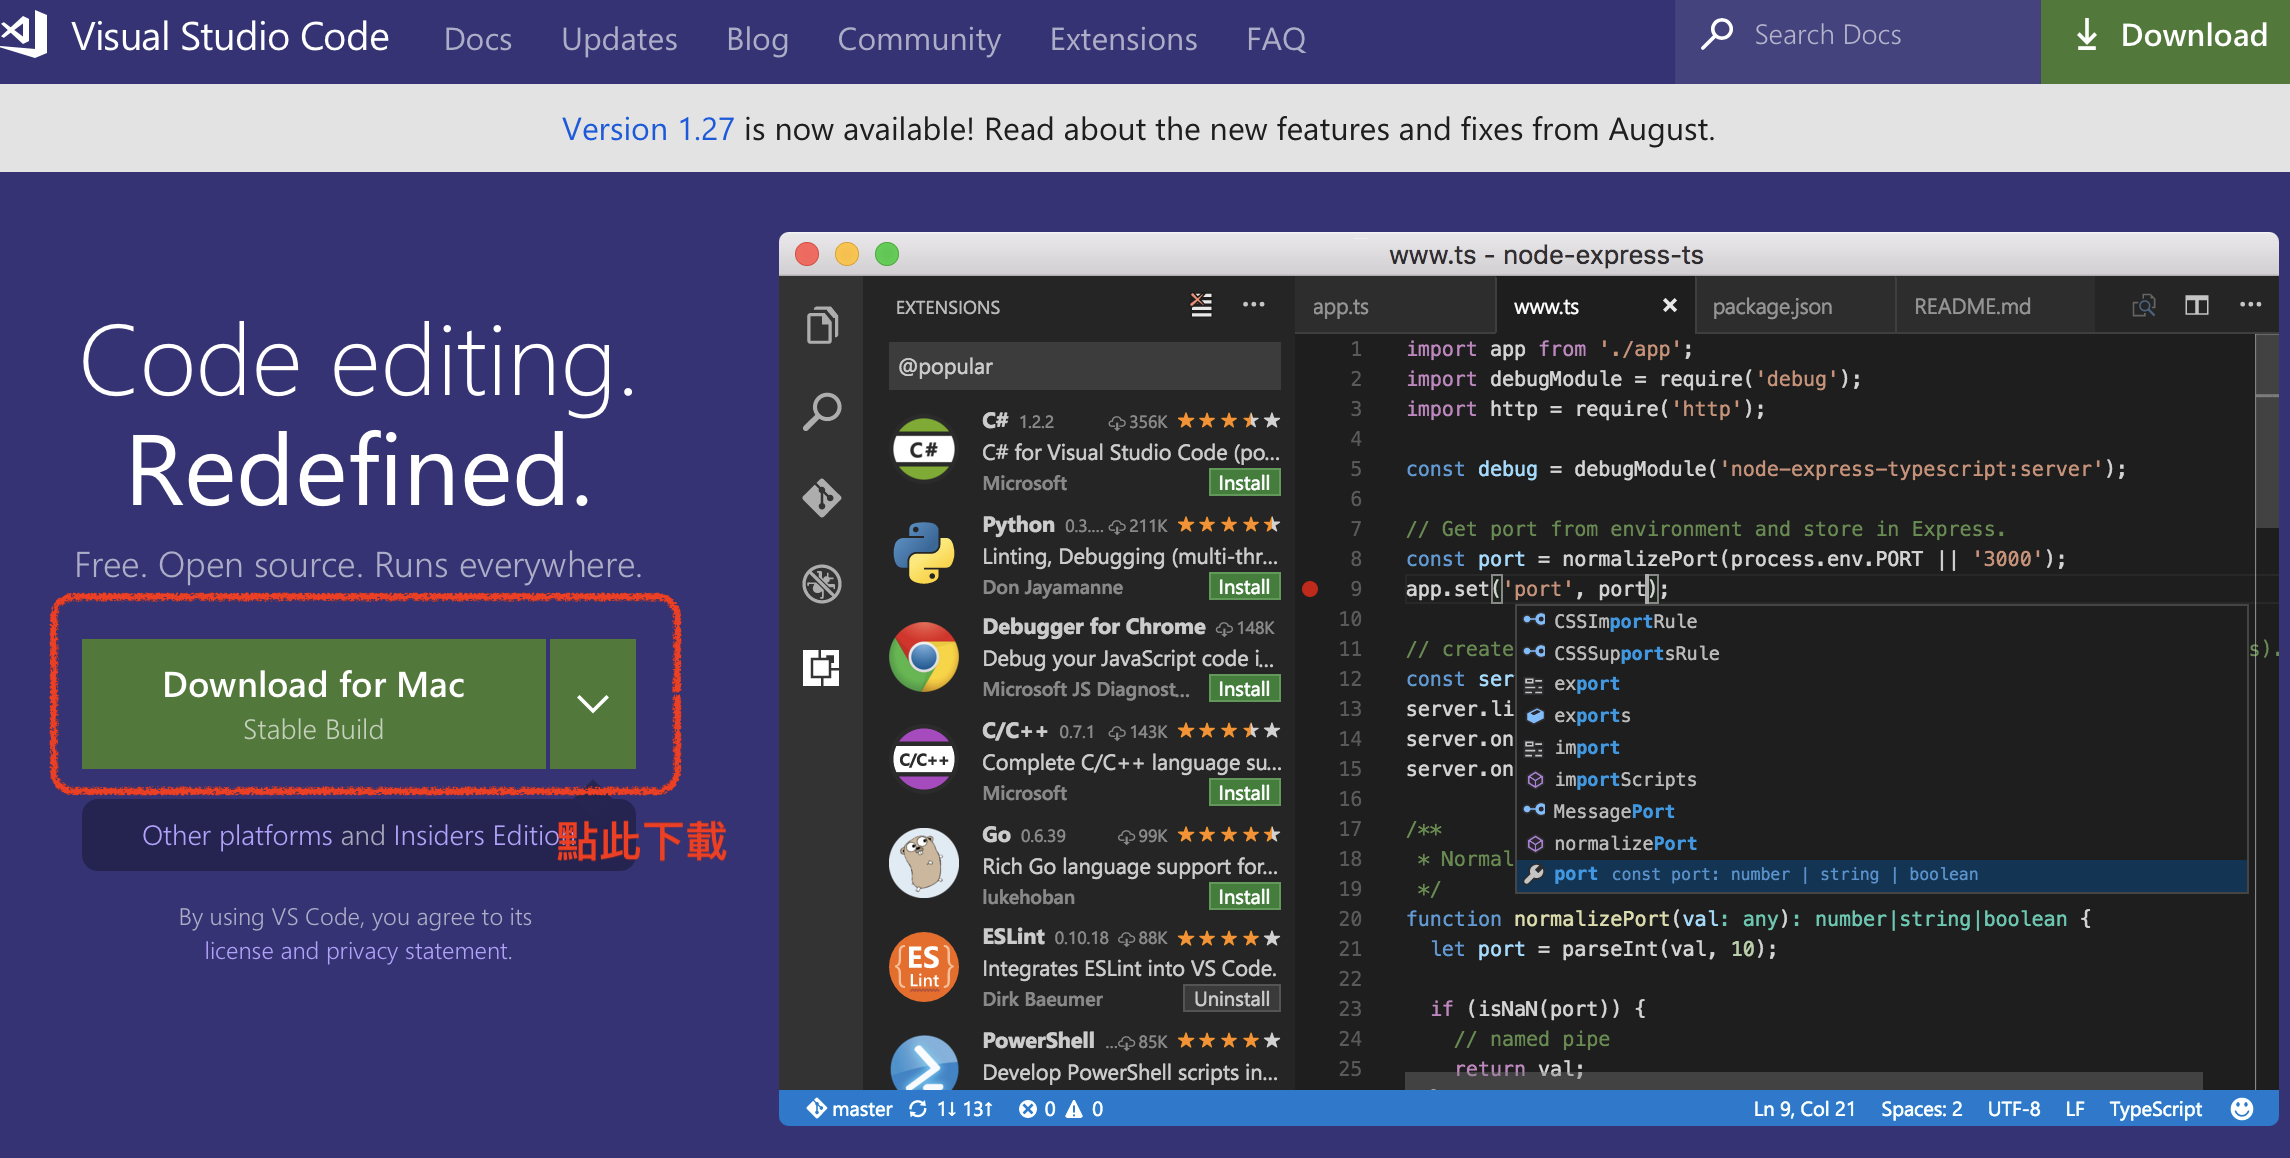 Visual Studio Code
Docs
Updates
Blog
Community
Extensions
FAQ
Search Docs
Download
Version 1.27 is now available! Read about the new features and fixes from August.
Code editing.
Redefined.
Free. Open source. Runs everywhere.
Download for Mac
Stable Build
Other platforms and Insiders Editio
點此下載
By using VS Code, you agree to its
license and privacy statement.
www.ts - node-express-ts
EXTENSIONS
@popular
C# 1.2.2 356K
C# for Visual Studio Code (po...
Microsoft
Install
Python 0.3.... 211K
Linting, Debugging (multi-thr...
Don Jayamanne
Install
Debugger for Chrome 148K
Debug your JavaScript code i...
Microsoft JS Diagnost...
Install
C/C++ 0.7.1 143K
Complete C/C++ language su...
Microsoft
Install
Go 0.6.39 99K
Rich Go language support for...
lukehoban
Install
ESLint 0.10.18 88K
Integrates ESLint into VS Code.
Dirk Baeumer
Uninstall
PowerShell ... 85K
Develop PowerShell scripts in...
C#
C/C++
ES
Lint
app.ts
www.ts
package.json
README.md
1 import app from './app';
2 import debugModule = require('debug');
3 import http = require('http');
4
5 const debug = debugModule('node-express-typescript:server');
6
7 // Get port from environment and store in Express.
8 const port = normalizePort(process.env.PORT || '3000');
9 app.set('port', port);
10
11 // create s).
12 const ser
13 server.li
14 server.on
15 server.on
16
17 /**
18 * Normal
19 */
20 function normalizePort(val: any): number|string|boolean {
21 let port = parseInt(val, 10);
22
23 if (isNaN(port)) {
24 // named pipe
25 return val;
CSSImportRule
CSSSupportsRule
export
exports
import
importScripts
MessagePort
normalizePort
port const port: number | string | boolean
master 1↓ 13↑ 0 0
Ln 9, Col 21
Spaces: 2
UTF-8
LF
TypeScript